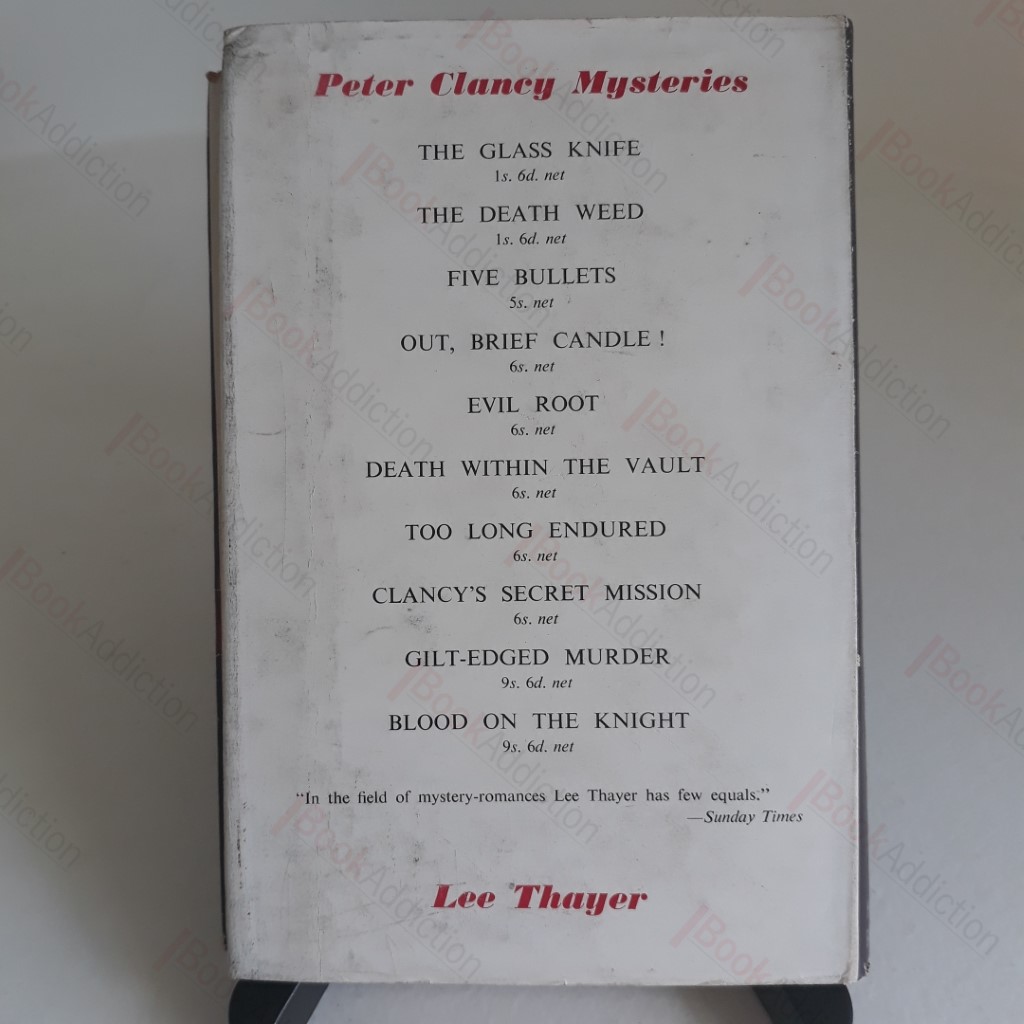 Peter Clancy Mysteries
THE GLASS KNIFE
1s. 6d. net
THE DEATH WEED
1s. 6d. net
FIVE BULLETS
5s. net
OUT, BRIEF CANDLE !
6s. net
EVIL ROOT
6s. net
DEATH WITHIN THE VAULT
6s. net
TOO LONG ENDURED
6s. net
CLANCY'S SECRET MISSION
6s. net
GILT-EDGED MURDER
9s. 6d. net
BLOOD ON THE KNIGHT
9s. 6d. net
“In the field of mystery-romances Lee Thayer has few equals.”
—Sunday Times
Lee Thayer
BookAddiction